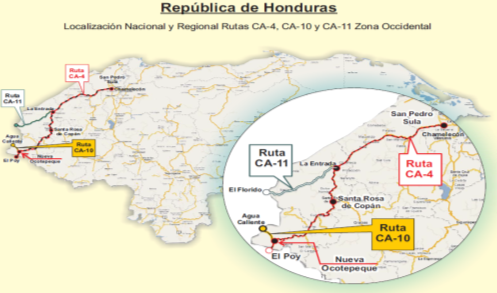 República de Honduras
Localización Nacional y Regional Rutas CA-4, CA-10 y CA-11 Zona Occidental
Ruta
CA-4
San Pedro
Sula
Chamelecón
Ruta
CA-11
La Entrada
Agua
Caliente
Santa Rosa
de Copán
Ruta
CA-10
El Poy
Nueva
Ocotepeque
San Pedro
Sula
Chamelecón
Ruta
CA-11
La Entrada
Ruta
CA-4
El Florido
Santa Rosa
de Copán
Agua
Caliente
Ruta
CA-10
El Poy
Nueva
Ocotepeque